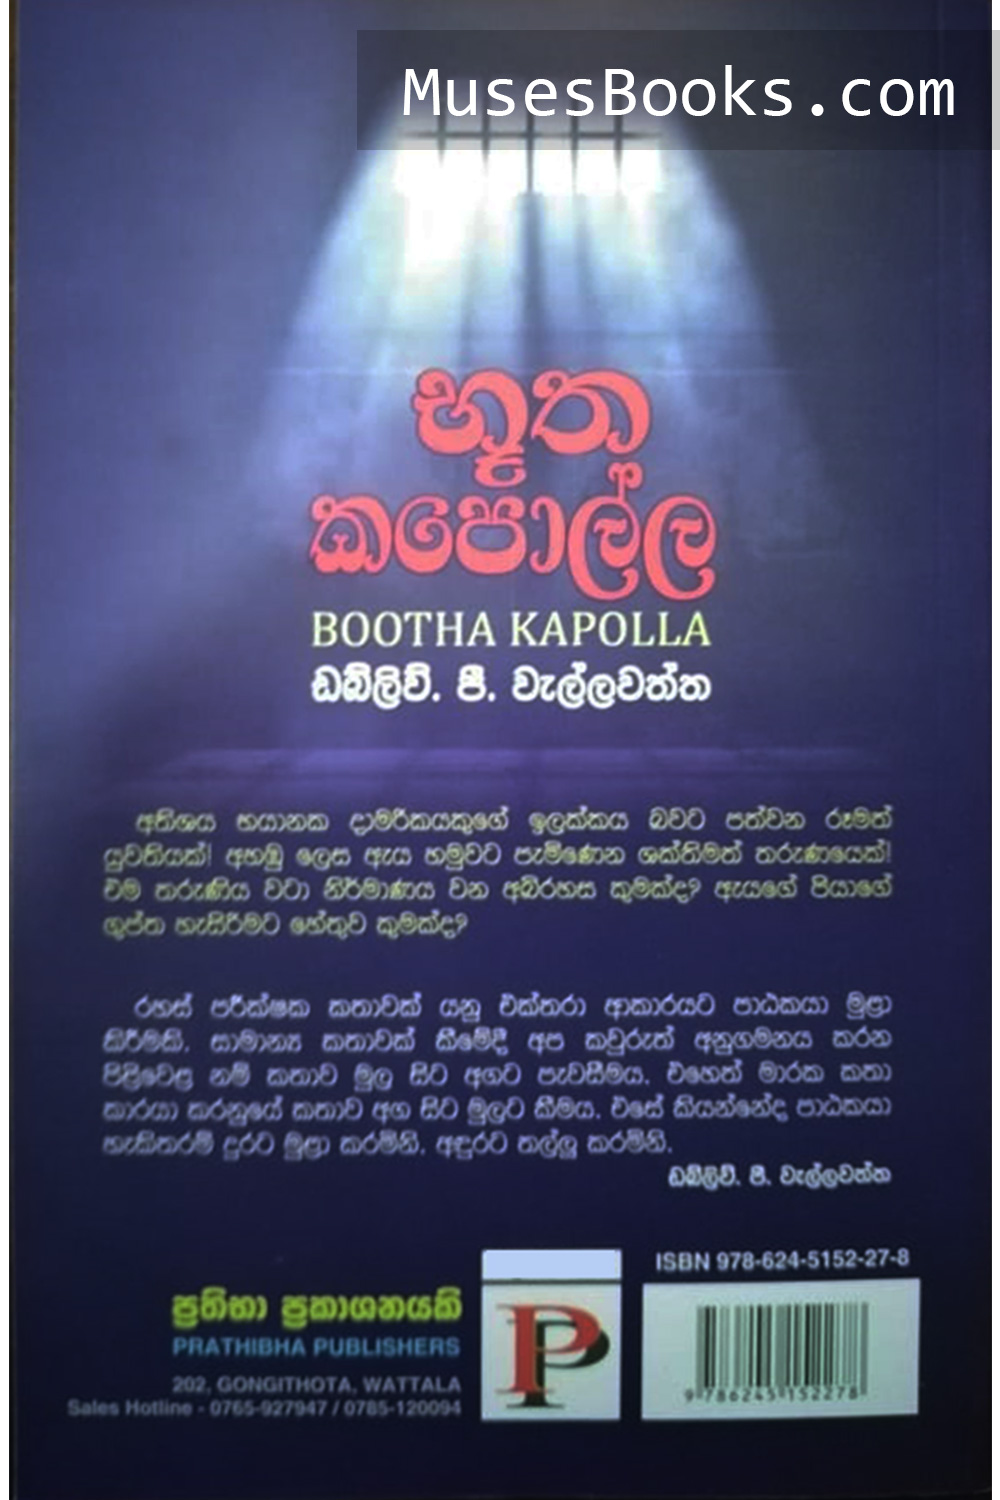 MusesBooks.com
භූත
කපොල්ල
BOOTHA KAPOLLA
ඩබ්ලිව්. පී. වැල්ලවත්ත
අතිශය භයානක දාමරිකයකුගේ ඉලක්කය බවට පත්වන රූමත්
යුවතියක්! අහඹු ලෙස ඇය හමුවට පැමිණෙන ශක්තිමත් තරුණයෙක්!
එම තරුණිය වටා නිර්මාණය වන අබිරහස කුමක්ද? ඇයගේ පියාගේ
ගුප්ත හැසිරීමට හේතුව කුමක්ද?
රහස් පරීක්ෂක කතාවක් යනු එක්තරා ආකාරයට පාඨකයා මුළා
කිරීමකි. සාමාන්‍ය කතාවක් කීමේදී අප කවුරුත් අනුගමනය කරන
පිළිවෙළ නම් කතාව මුල සිට අගට පැවසීමය. එහෙත් මාරක කතා
කාරයා කරනුයේ කතාව අග සිට මුලට කීමය. එසේ කියන්නේද පාඨකයා
හැකිතරම් දුරට මුළා කරමිනි. අඳුරට තල්ලු කරමිනි.
ඩබ්ලිව්. පී. වැල්ලවත්ත
ISBN 978-624-5152-27-8
ප්‍රතිභා ප්‍රකාශනයකි
PRATHIBHA PUBLISHERS
202, GONGITHOTA, WATTALA
Sales Hotline - 0765-927947 / 0785-120094
PP
9 786245 152278